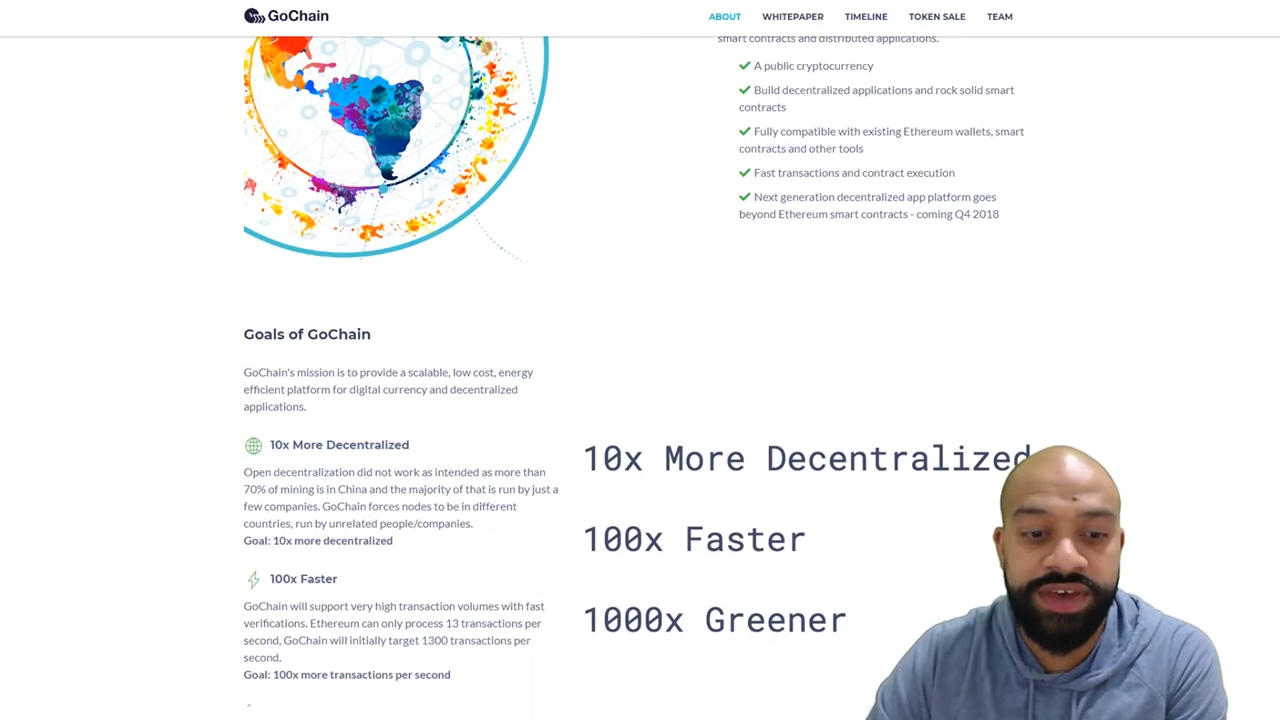 GoChain
ABOUT WHITEPAPER TIMELINE TOKEN SALE TEAM
smart contracts and distributed applications.
A public cryptocurrency
Build decentralized applications and rock solid smart
contracts
Fully compatible with existing Ethereum wallets, smart
contracts and other tools
Fast transactions and contract execution
Next generation decentralized app platform goes
beyond Ethereum smart contracts - coming Q4 2018
Goals of GoChain
GoChain's mission is to provide a scalable, low cost, energy
efficient platform for digital currency and decentralized
applications.
10x More Decentralized
Open decentralization did not work as intended as more than
70% of mining is in China and the majority of that is run by just a
few companies. GoChain forces nodes to be in different
countries, run by unrelated people/companies.
Goal: 10x more decentralized
100x Faster
GoChain will support very high transaction volumes with fast
verifications. Ethereum can only process 13 transactions per
second, GoChain will initially target 1300 transactions per
second.
Goal: 100x more transactions per second
10x More Decentralized
100x Faster
1000x Greener